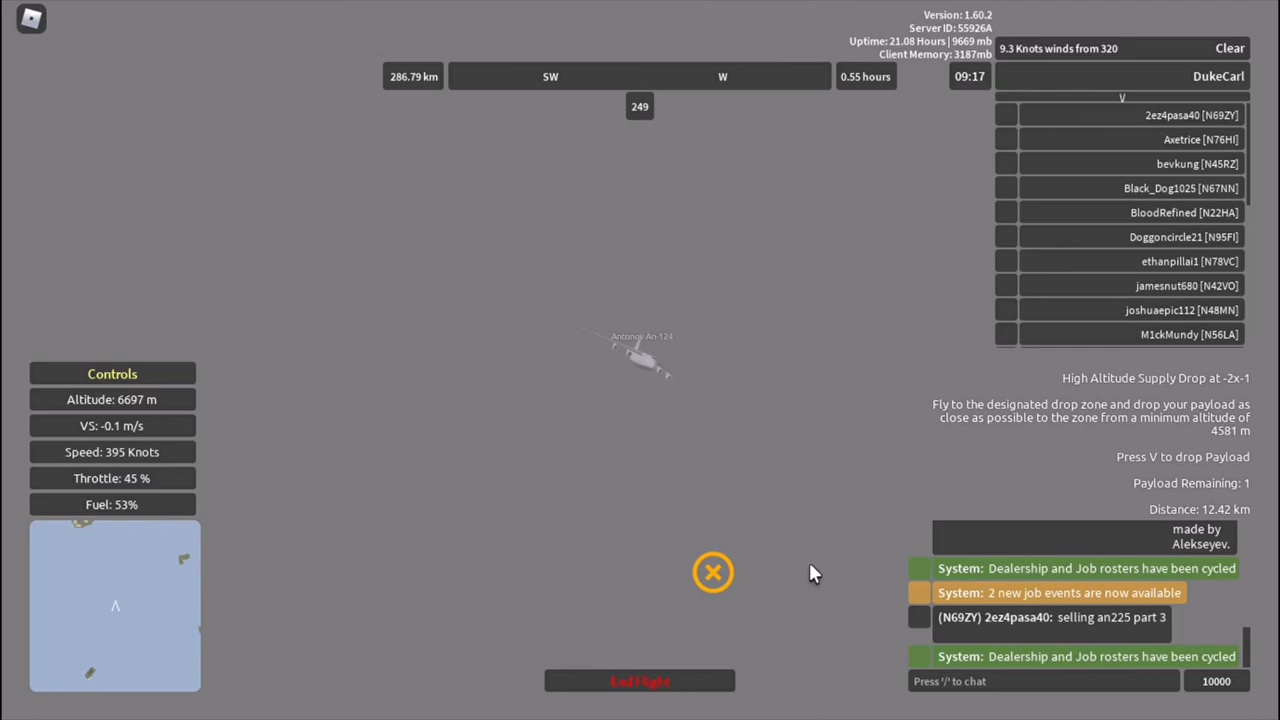 Version: 1.60.2
Server ID: 55926A
Uptime: 21.08 Hours | 9669 mb
Client Memory: 3187mb
9.3 Knots winds from 320
Clear
286.79 km
SW
W
0.55 hours
09:17
DukeCarl
V
249
2ez4pasa40 [N69ZY]
Axetrice [N76HI]
bevkung [N45RZ]
Black_Dog1025 [N67NN]
BloodRefined [N22HA]
Doggoncircle21 [N95FI]
ethanpillai1 [N78VC]
jamesnut680 [N42VO]
joshuaepic112 [N48MN]
M1ckMundy [N56LA]
Antonov An-124
Controls
Altitude: 6697 m
VS: -0.1 m/s
Speed: 395 Knots
Throttle: 45 %
Fuel: 53%
High Altitude Supply Drop at -2x-1
Fly to the designated drop zone and drop your payload as
close as possible to the zone from a minimum altitude of
4581 m
Press V to drop Payload
Payload Remaining: 1
Distance: 12.42 km
made by
Alekseyev.
System: Dealership and Job rosters have been cycled
System: 2 new job events are now available
(N69ZY) 2ez4pasa40: selling an225 part 3
System: Dealership and Job rosters have been cycled
End Flight
Press '/' to chat
10000